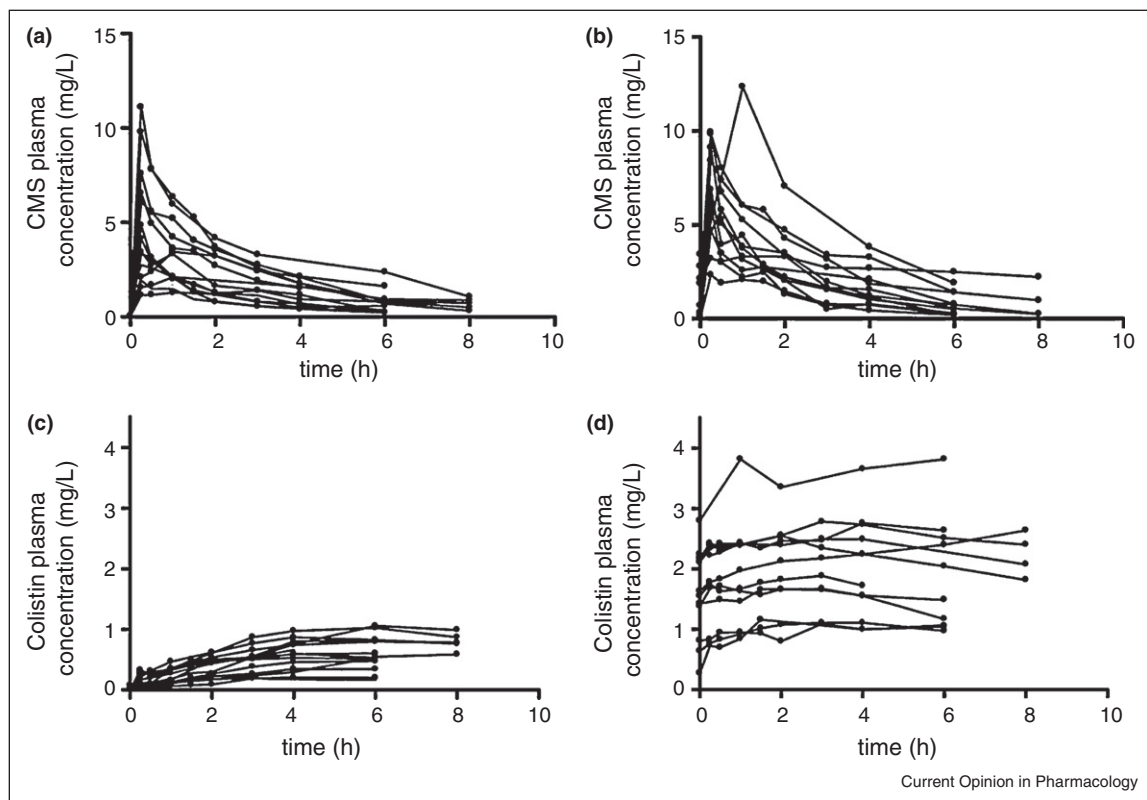 (a)
15
10
5
0
CMS plasma
concentration (mg/L)
0 2 4 6 8 10
time (h)
(b)
15
10
5
0
CMS plasma
concentration (mg/L)
0 2 4 6 8 10
time (h)
(c)
4
3
2
1
0
Colistin plasma
concentration (mg/L)
0 2 4 6 8 10
time (h)
(d)
4
3
2
1
0
Colistin plasma
concentration (mg/L)
0 2 4 6 8 10
time (h)
Current Opinion in Pharmacology